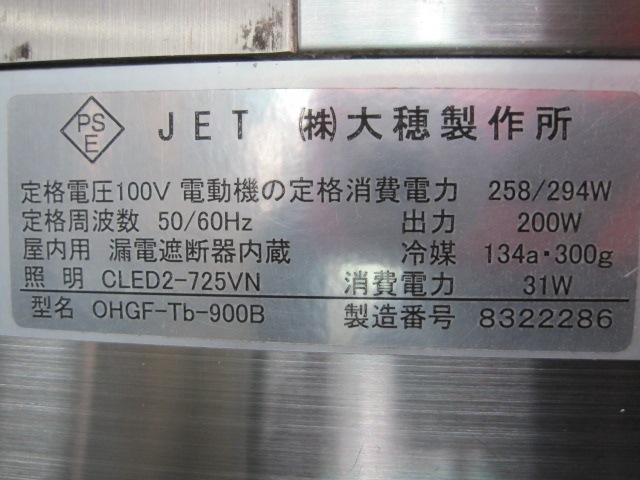 PSE JET ㈱大穂製作所
定格電圧100V 電動機の定格消費電力 258/294W
定格周波数 50/60Hz 出力 200W
屋内用 漏電遮断器内蔵 冷媒 134a・300g
照明 CLED2-725VN 消費電力 31W
型名 OHGF-Tb-900B 製造番号 8322286